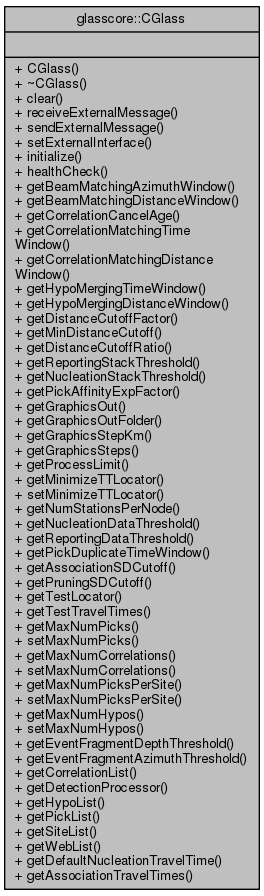 glasscore::CGlass
+ CGlass()
+ ~CGlass()
+ clear()
+ receiveExternalMessage()
+ sendExternalMessage()
+ setExternalInterface()
+ initialize()
+ healthCheck()
+ getBeamMatchingAzimuthWindow()
+ getBeamMatchingDistanceWindow()
+ getCorrelationCancelAge()
+ getCorrelationMatchingTime
Window()
+ getCorrelationMatchingDistance
Window()
+ getHypoMergingTimeWindow()
+ getHypoMergingDistanceWindow()
+ getDistanceCutoffFactor()
+ getMinDistanceCutoff()
+ getDistanceCutoffRatio()
+ getReportingStackThreshold()
+ getNucleationStackThreshold()
+ getPickAffinityExpFactor()
+ getGraphicsOut()
+ getGraphicsOutFolder()
+ getGraphicsStepKm()
+ getGraphicsSteps()
+ getProcessLimit()
+ getMinimizeTTLocator()
+ setMinimizeTTLocator()
+ getNumStationsPerNode()
+ getNucleationDataThreshold()
+ getReportingDataThreshold()
+ getPickDuplicateTimeWindow()
+ getAssociationSDCutoff()
+ getPruningSDCutoff()
+ getTestLocator()
+ getTestTravelTimes()
+ getMaxNumPicks()
+ setMaxNumPicks()
+ getMaxNumCorrelations()
+ setMaxNumCorrelations()
+ getMaxNumPicksPerSite()
+ setMaxNumPicksPerSite()
+ getMaxNumHypos()
+ setMaxNumHypos()
+ getEventFragmentDepthThreshold()
+ getEventFragmentAzimuthThreshold()
+ getCorrelationList()
+ getDetectionProcessor()
+ getHypoList()
+ getPickList()
+ getSiteList()
+ getWebList()
+ getDefaultNucleationTravelTime()
+ getAssociationTravelTimes()